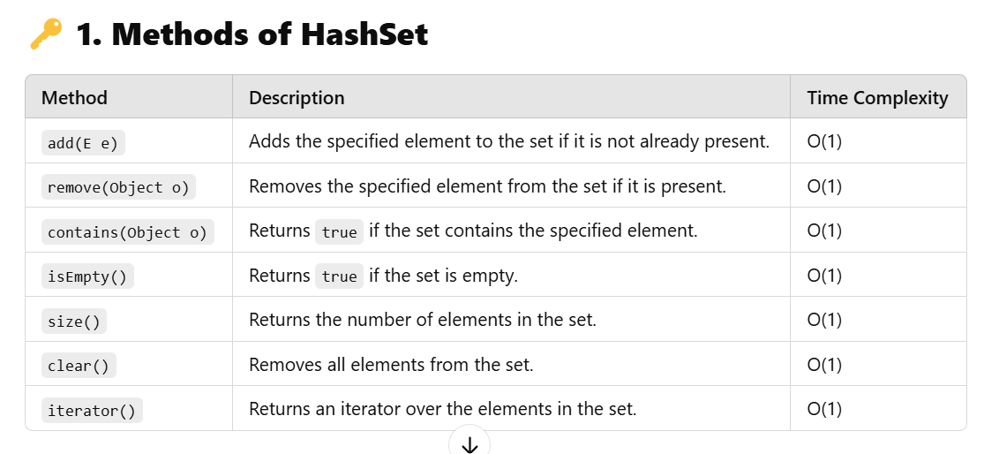 🔑 1. Methods of HashSet
Method Description Time Complexity
add(E e) Adds the specified element to the set if it is not already present. O(1)
remove(Object o) Removes the specified element from the set if it is present. O(1)
contains(Object o) Returns true if the set contains the specified element. O(1)
isEmpty() Returns true if the set is empty. O(1)
size() Returns the number of elements in the set. O(1)
clear() Removes all elements from the set. O(1)
iterator() Returns an iterator over the elements in the set. O(1)